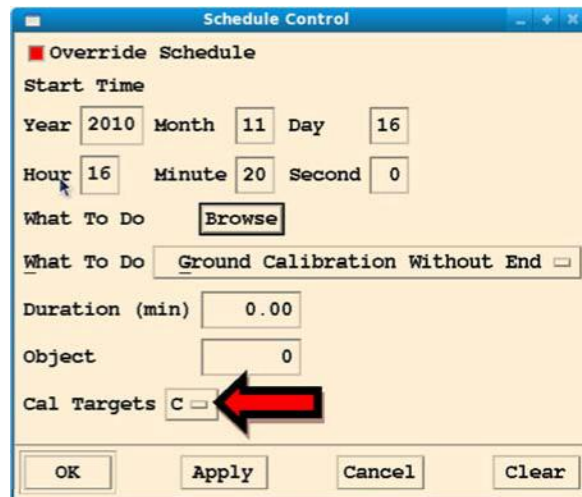 Schedule Control
Override Schedule
Start Time
Year 2010 Month 11 Day 16
Hour 16 Minute 20 Second 0
What To Do Browse
What To Do Ground Calibration Without End
Duration (min) 0.00
Object 0
Cal Targets C
OK Apply Cancel Clear